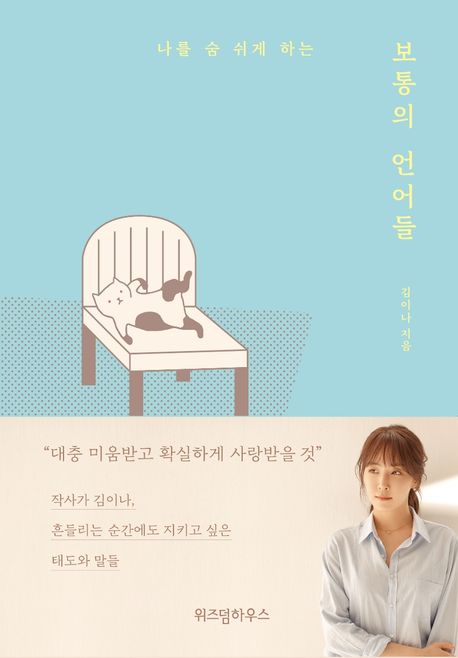 나를 숨 쉬게 하는
보통의 언어들
김이나 지음
“대충 미움받고 확실하게 사랑받을 것”
작사가 김이나,
흔들리는 순간에도 지키고 싶은
태도와 말들
위즈덤하우스